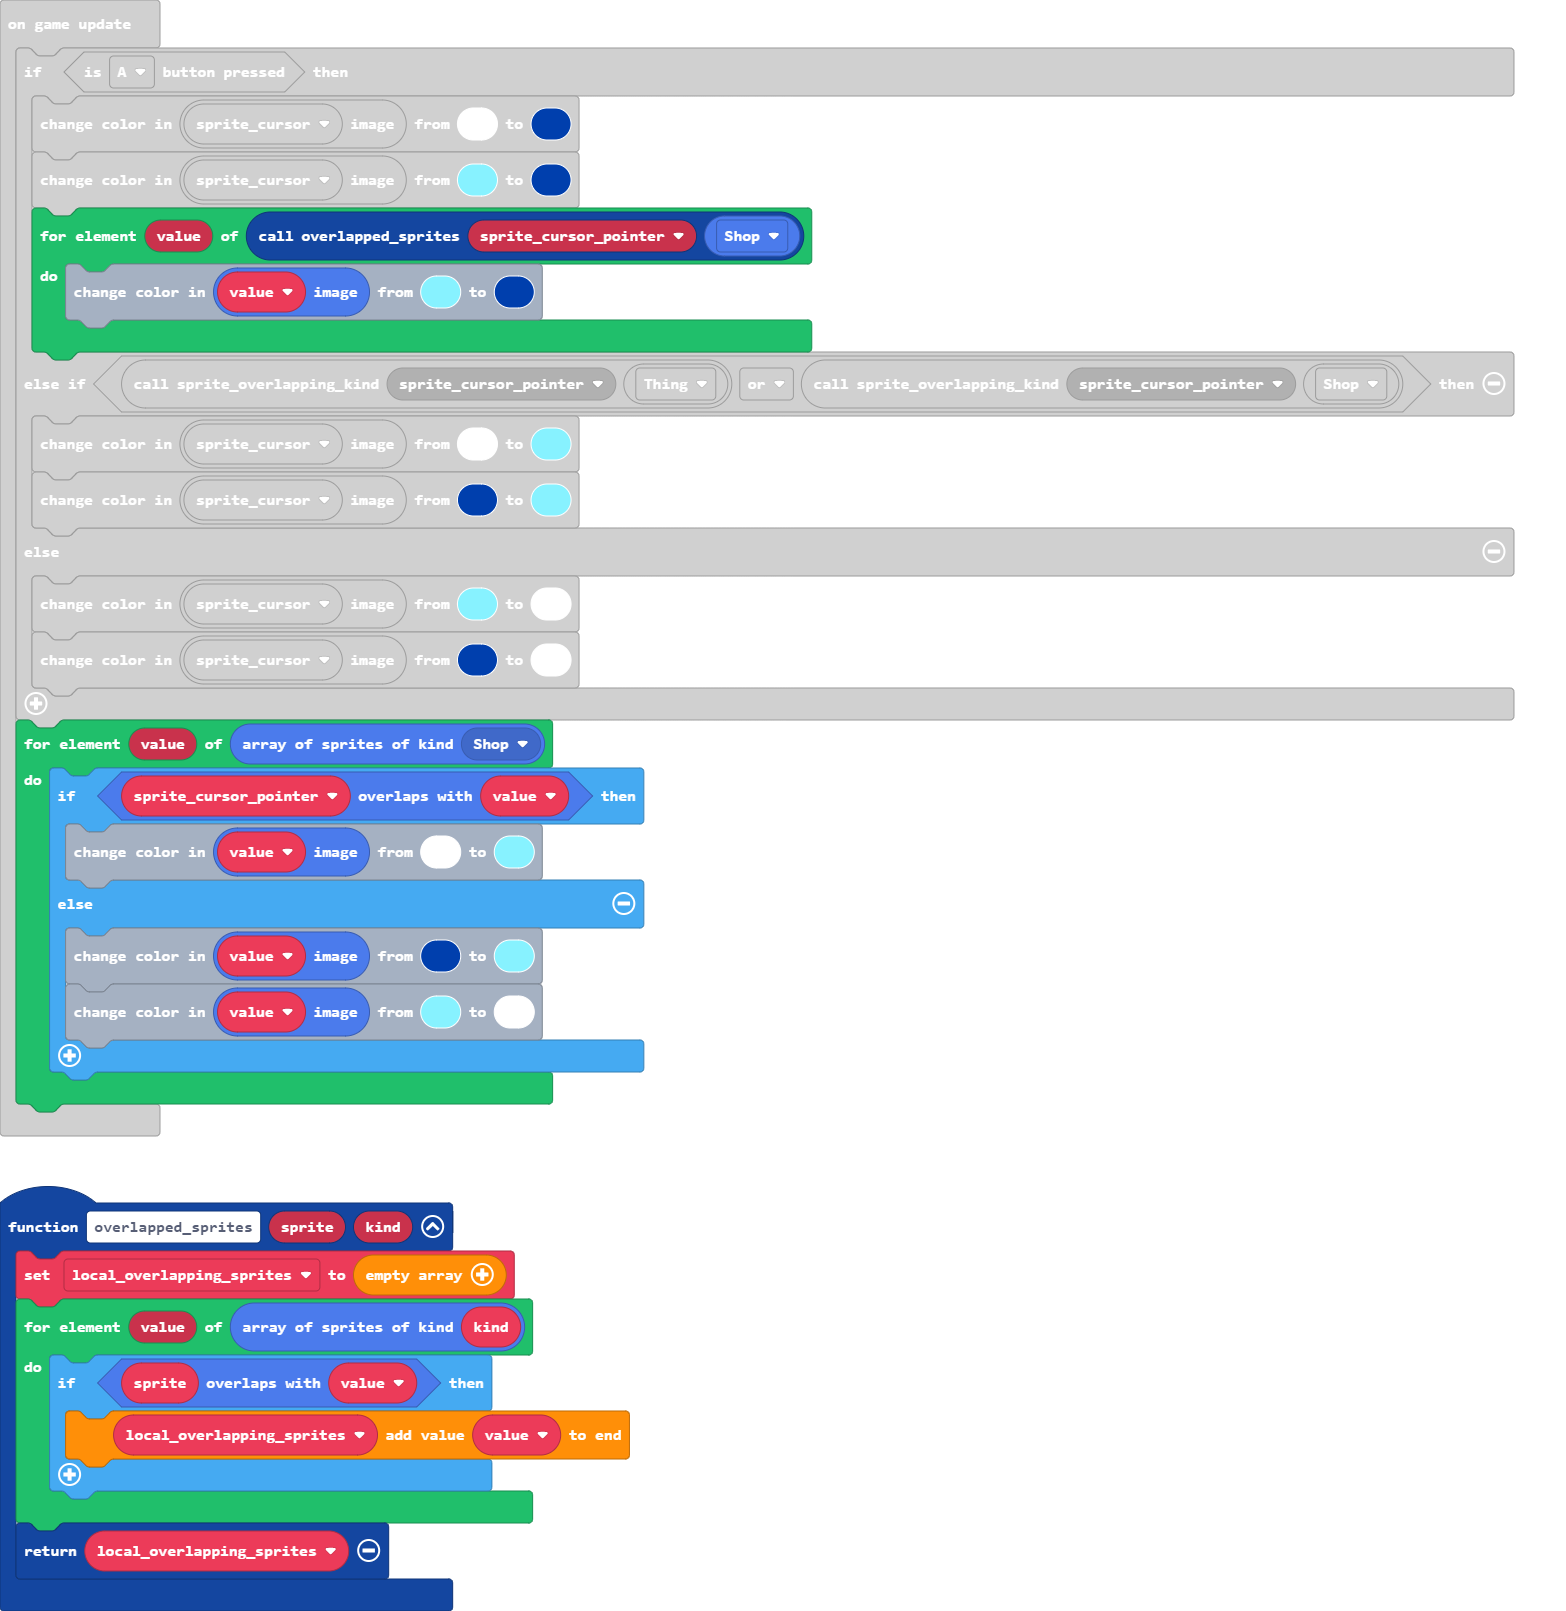 on game update
if is A button pressed then
change color in sprite_cursor image from to
change color in sprite_cursor image from to
for element value of call overlapped_sprites sprite_cursor_pointer Shop
do
change color in value image from to
else if call sprite_overlapping_kind sprite_cursor_pointer Thing or call sprite_overlapping_kind sprite_cursor_pointer Shop then
change color in sprite_cursor image from to
change color in sprite_cursor image from to
else
change color in sprite_cursor image from to
change color in sprite_cursor image from to
for element value of array of sprites of kind Shop
do
if sprite_cursor_pointer overlaps with value then
change color in value image from to
else
change color in value image from to
change color in value image from to
function overlapped_sprites sprite kind
set local_overlapping_sprites to empty array
for element value of array of sprites of kind kind
do
if sprite overlaps with value then
local_overlapping_sprites add value value to end
return local_overlapping_sprites